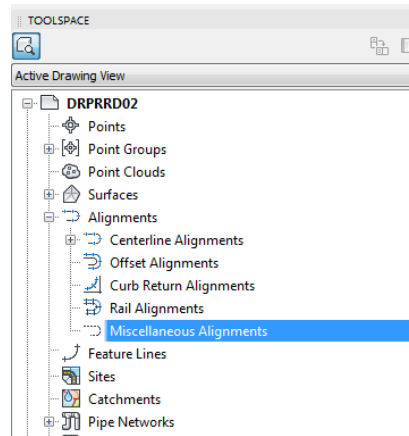 TOOLSPACE
Active Drawing View
DRPRRD02
Points
Point Groups
Point Clouds
Surfaces
Alignments
Centerline Alignments
Offset Alignments
Curb Return Alignments
Rail Alignments
Miscellaneous Alignments
Feature Lines
Sites
Catchments
Pipe Networks